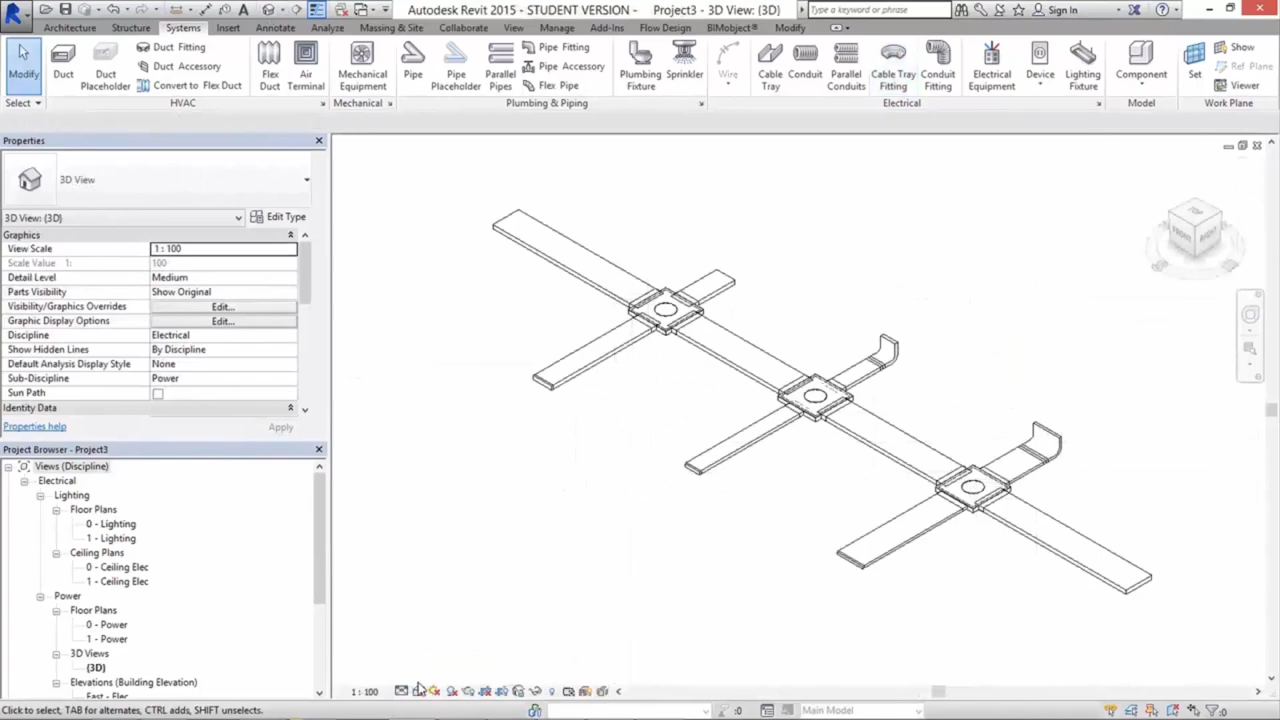 Autodesk Revit 2015 - STUDENT VERSION - Project3 - 3D View: {3D}
Type a keyword or phrase
Sign In
Architecture Structure Systems Insert Annotate Analyze Massing & Site Collaborate View Manage Add-Ins Flow Design BIMobject® Modify
Modify
Duct
Duct Placeholder
Duct Fitting
Duct Accessory
Convert to Flex Duct
Flex Duct
Air Terminal
Mechanical Equipment
Pipe
Pipe Placeholder
Parallel Pipes
Pipe Fitting
Pipe Accessory
Flex Pipe
Plumbing Fixture
Sprinkler
Wire
Cable Tray
Conduit
Parallel Conduits
Cable Tray Fitting
Conduit Fitting
Electrical Equipment
Device
Lighting Fixture
Component
Set
Show
Ref Plane
Viewer
Select HVAC Mechanical Plumbing & Piping Electrical Model Work Plane
Properties
3D View
3D View: {3D} Edit Type
Graphics
View Scale 1 : 100
Scale Value 1: 100
Detail Level Medium
Parts Visibility Show Original
Visibility/Graphics Overrides Edit...
Graphic Display Options Edit...
Discipline Electrical
Show Hidden Lines By Discipline
Default Analysis Display Style None
Sub-Discipline Power
Sun Path
Identity Data
Properties help Apply
Project Browser - Project3
Views (Discipline)
Electrical
Lighting
Floor Plans
0 - Lighting
1 - Lighting
Ceiling Plans
0 - Ceiling Elec
1 - Ceiling Elec
Power
Floor Plans
0 - Power
1 - Power
3D Views
{3D}
Elevations (Building Elevation)
East - Elec
TOP
FRONT
RIGHT
1 : 100
Click to select, TAB for alternates, CTRL adds, SHIFT unselects.
:0
Main Model
:0